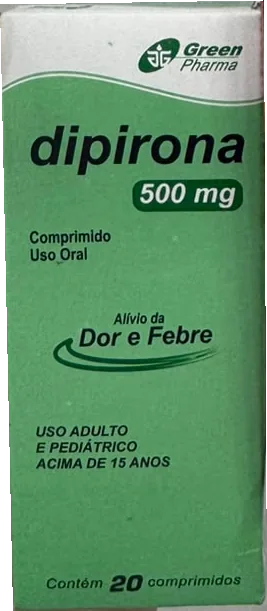 Green
Pharma
dipirona
500 mg
Comprimido
Uso Oral
Alívio da
Dor e Febre
USO ADULTO
E PEDIÁTRICO
ACIMA DE 15 ANOS
Contém 20 comprimidos